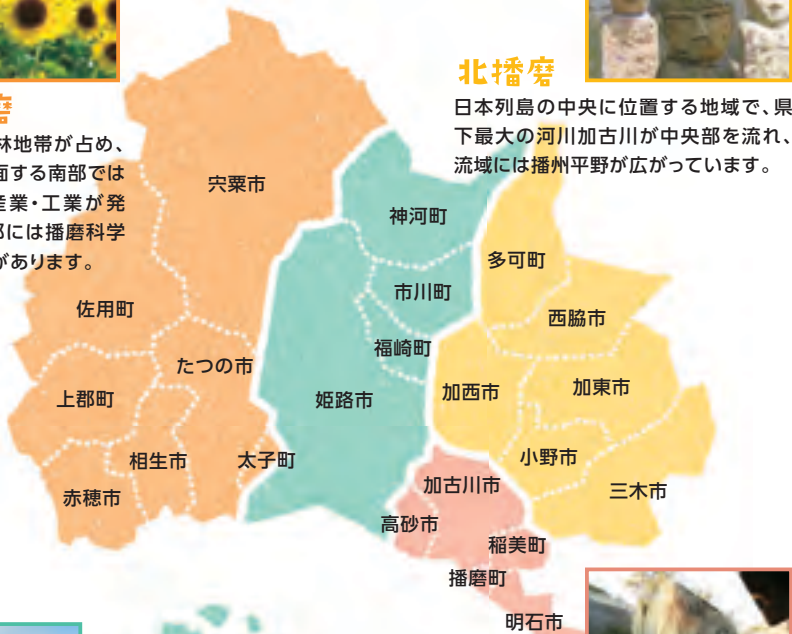 北播磨
日本列島の中央に位置する地域で、県
下最大の河川加古川が中央部を流れ、
流域には播州平野が広がっています。
磨
林地帯が占め、
面する南部では
産業・工業が発
部には播磨科学
があります。
宍粟市
佐用町
たつの市
上郡町
相生市
太子町
赤穂市
神河町
市川町
福崎町
姫路市
多可町
西脇市
加西市
加東市
小野市
三木市
加古川市
高砂市
稲美町
播磨町
明石市